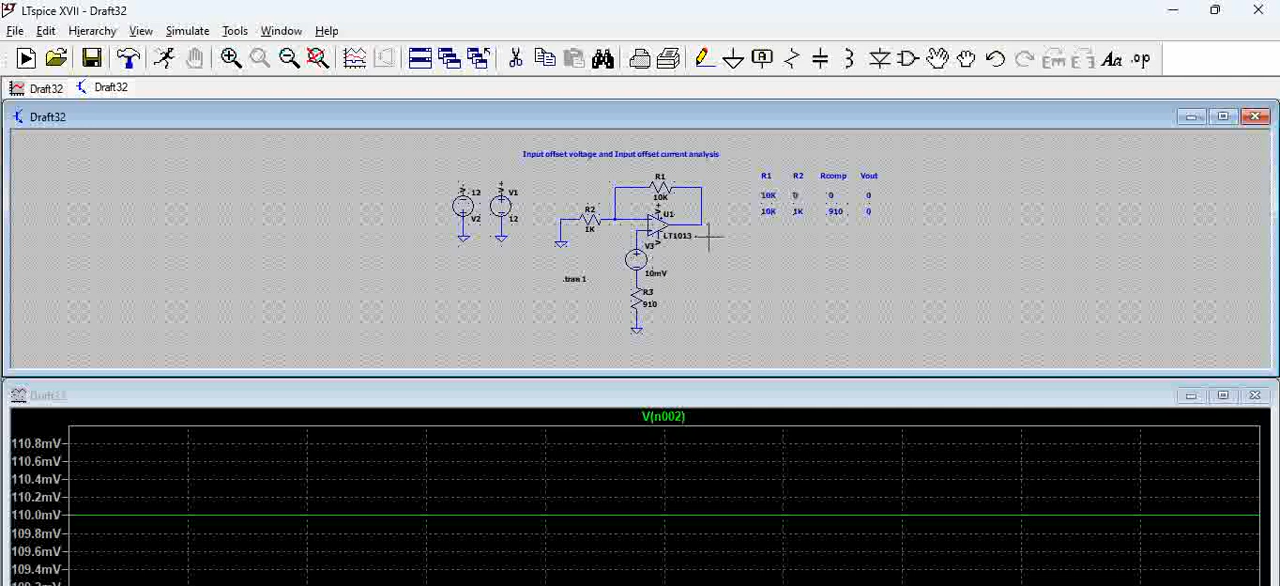 LTspice XVII - Draft32
File Edit Hierarchy View Simulate Tools Window Help
Aa .op
Draft32 Draft32
Draft32
Input offset voltage and Input offset current analysis
R1 R2 Rcomp Vout
10K 0 0 0
10K 1K 910 0
12
V2
V1
12
R1
10K
R2
1K
U1
LT1013
V3
10mV
.tran 1
R3
910
V(n002)
110.8mV
110.6mV
110.4mV
110.2mV
110.0mV
109.8mV
109.6mV
109.4mV